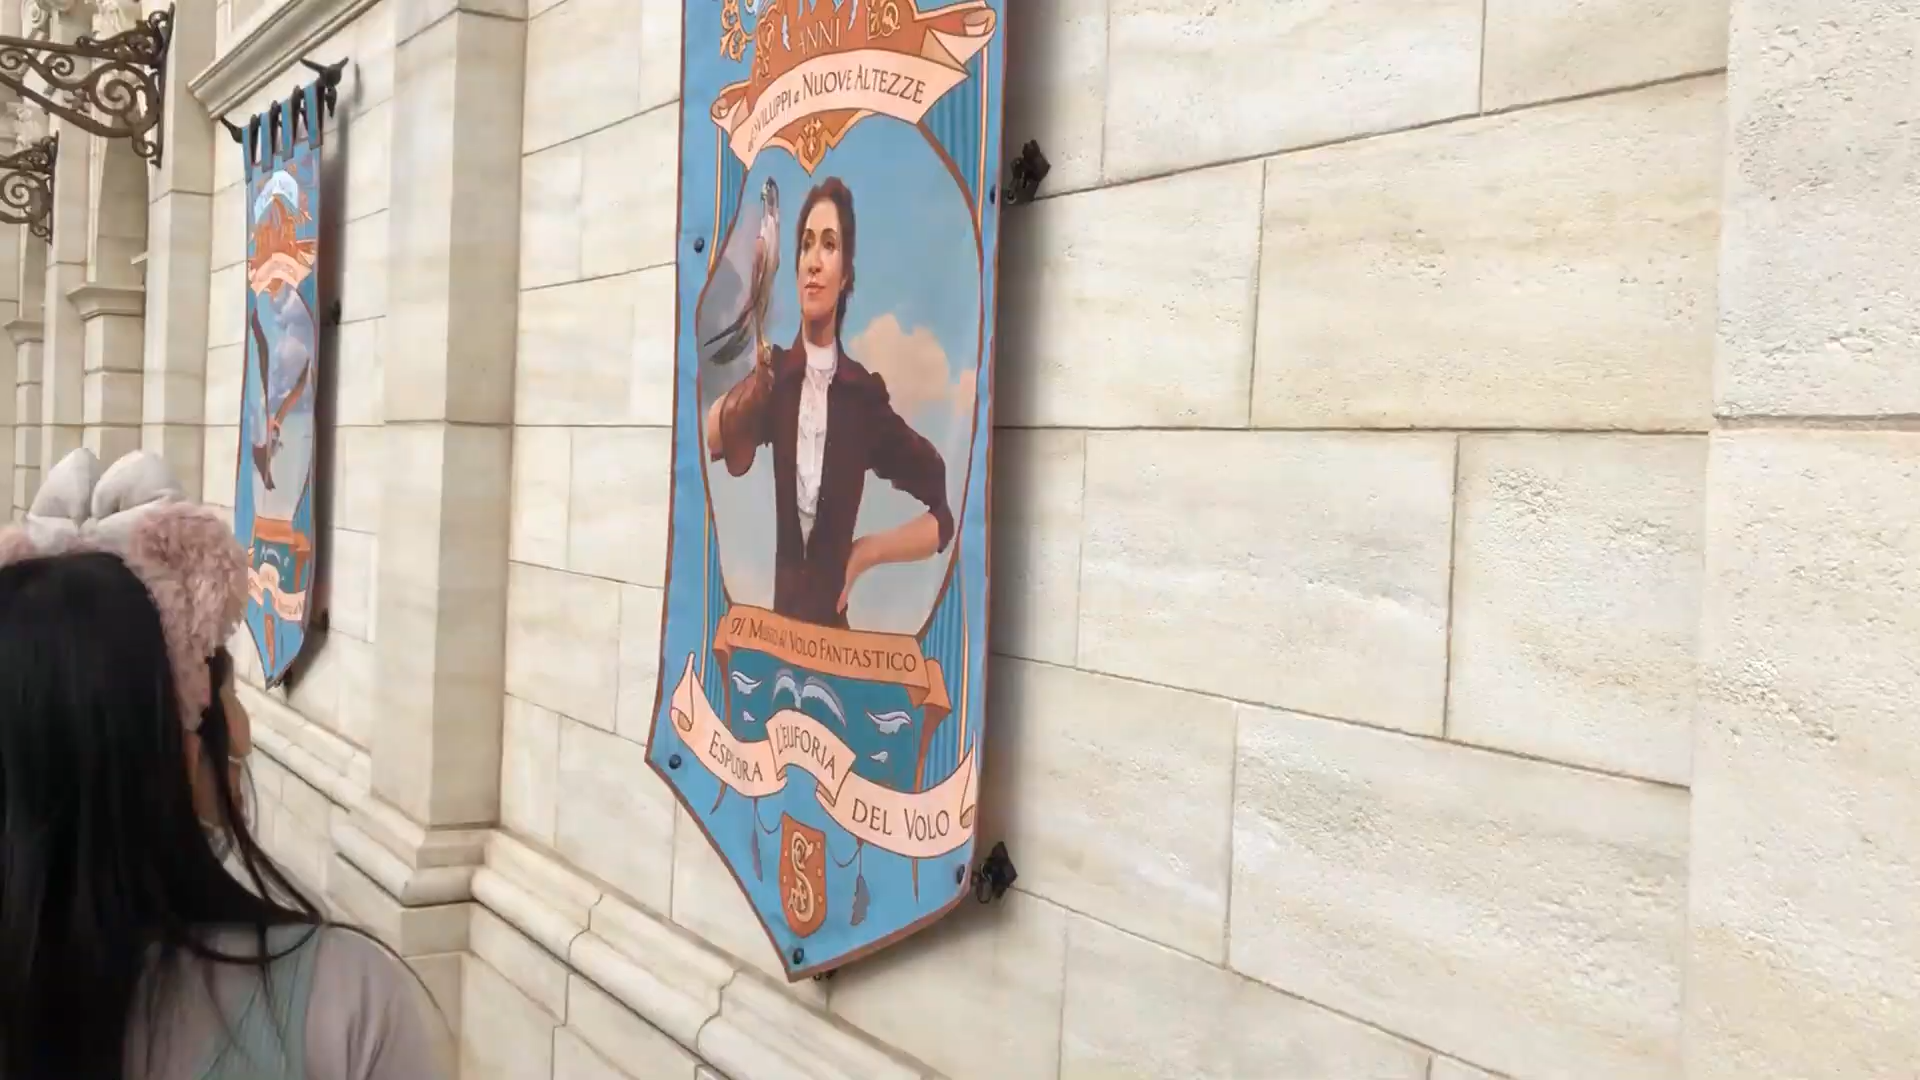 ANNI
di SVILUPPI e NUOVE ALTEZZE
Il MUSEO del VOLO FANTASTICO
ESPLORA L'EUFORIA DEL VOLO
S